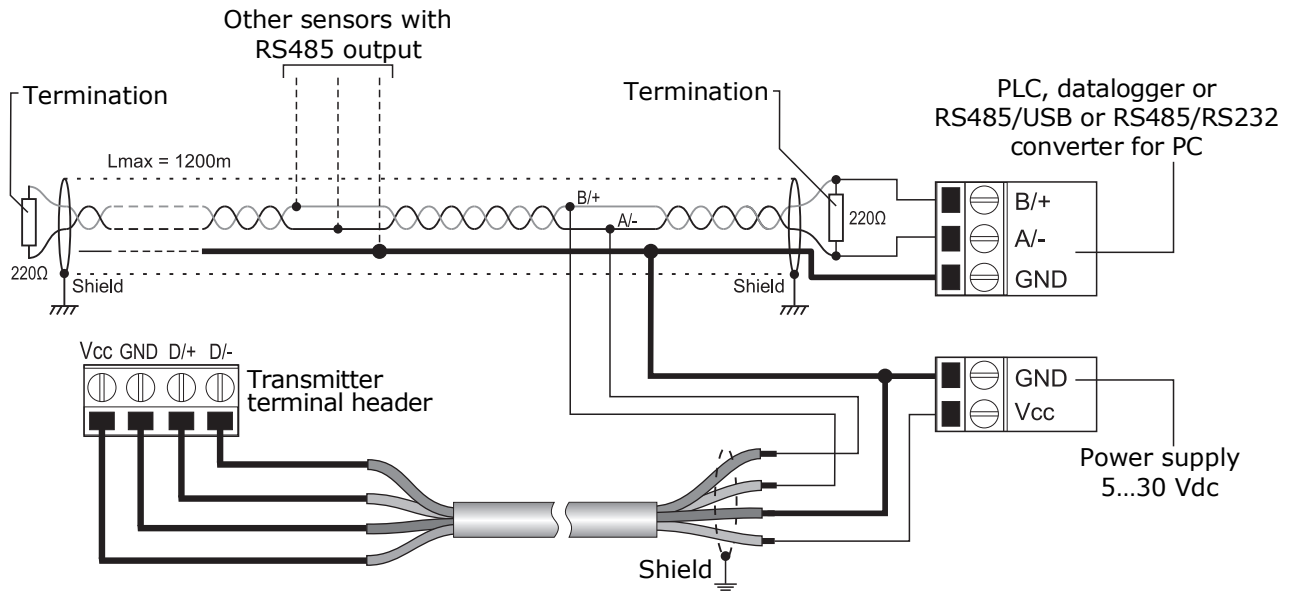 Other sensors with
RS485 output
Termination
Termination
PLC, datalogger or
RS485/USB or RS485/RS232
converter for PC
Lmax = 1200m
B/+
A/-
220Ω
220Ω
Shield
Shield
B/+
A/-
GND
Vcc GND D/+ D/-
Transmitter
terminal header
GND
Vcc
Power supply
5...30 Vdc
Shield